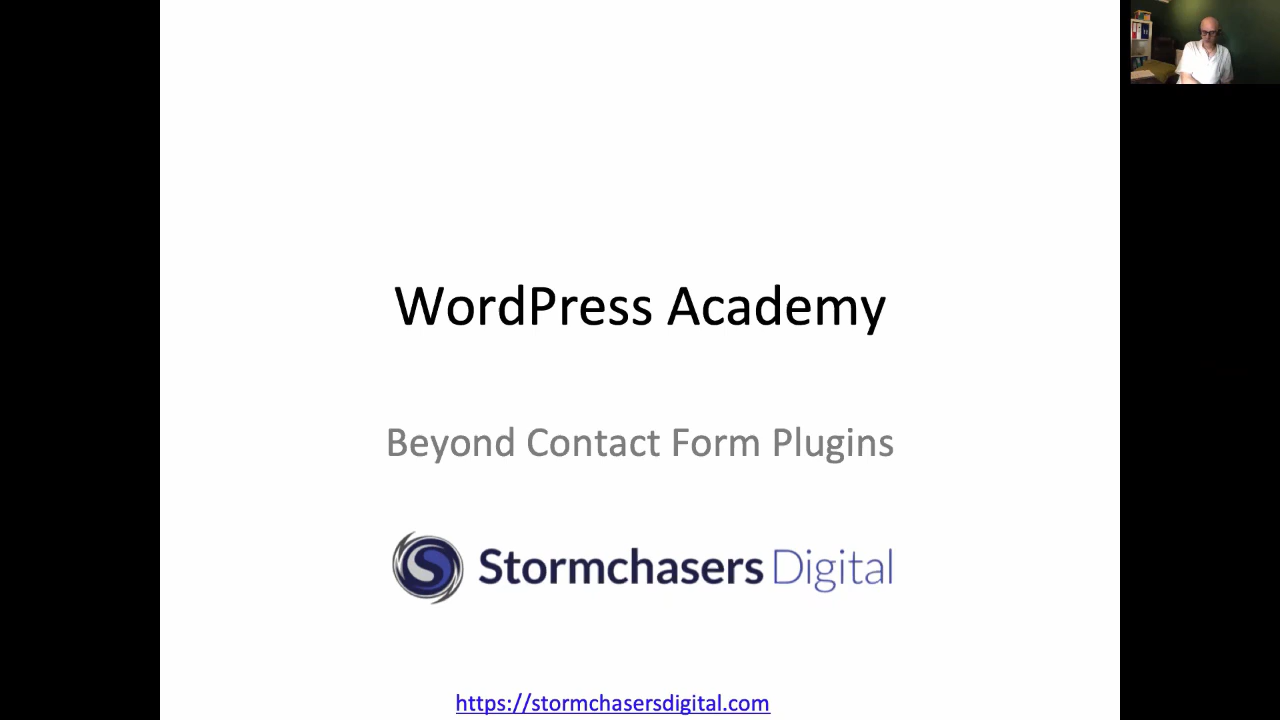 WordPress Academy
Beyond Contact Form Plugins
Stormchasers Digital
https://stormchasersdigital.com